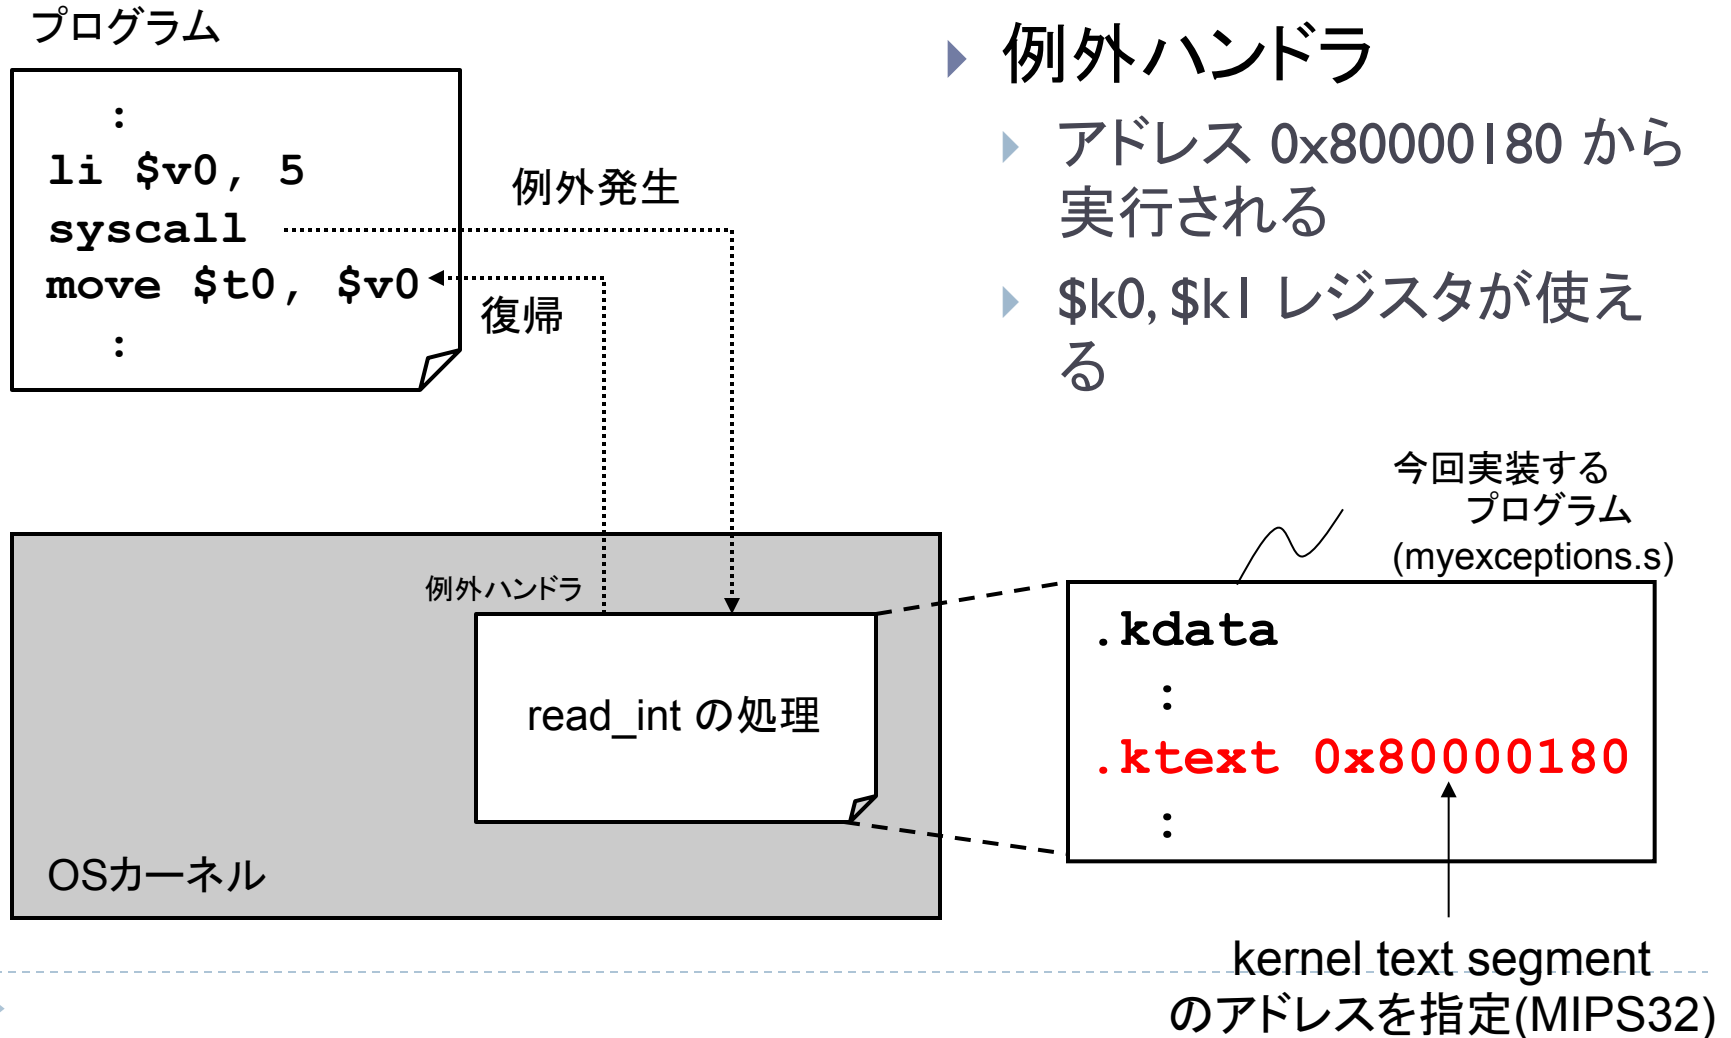 プログラム
:
li $v0, 5
syscall
move $t0, $v0
:
例外発生
復帰
例外ハンドラ
アドレス 0x80000180 から
実行される
$k0, $k1 レジスタが使え
る
今回実装する
プログラム
(myexceptions.s)
例外ハンドラ
read_int の処理
OSカーネル
.kdata
:
.ktext 0x80000180
:
kernel text segment
のアドレスを指定(MIPS32)